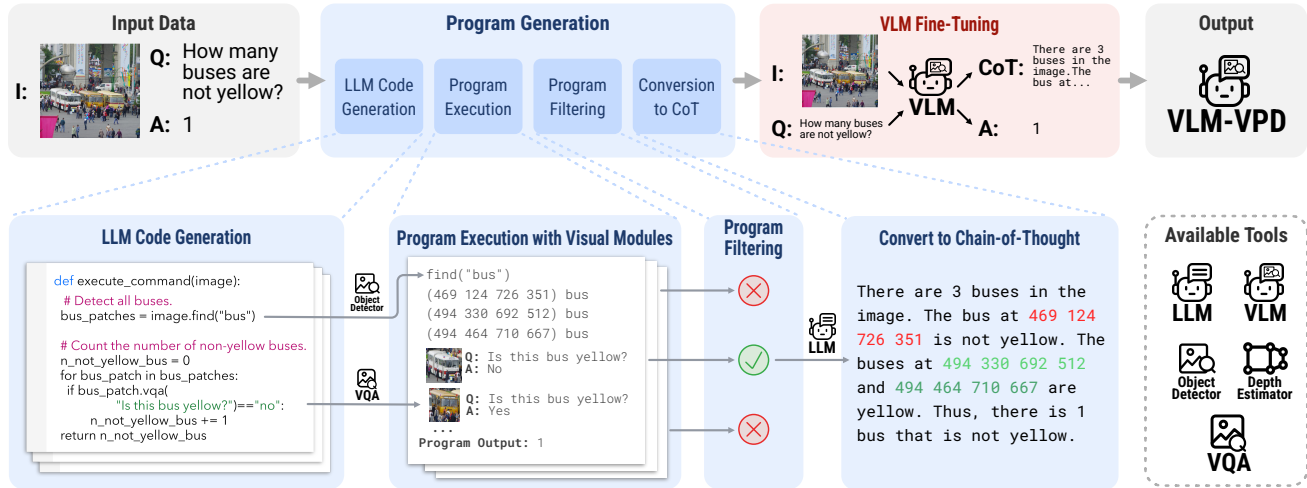 Input Data
I:
Q: How many
buses are
not yellow?
A: 1
Program Generation
LLM Code
Generation
Program
Execution
Program
Filtering
Conversion
to CoT
VLM Fine-Tuning
I:
Q: How many buses
are not yellow?
VLM
CoT: There are 3
buses in the
image.The
bus at...
A: 1
Output
VLM-VPD
LLM Code Generation
def execute_command(image):
# Detect all buses.
bus_patches = image.find("bus")
# Count the number of non-yellow buses.
n_not_yellow_bus = 0
for bus_patch in bus_patches:
if bus_patch.vqa(
"Is this bus yellow?")=="no":
n_not_yellow_bus += 1
return n_not_yellow_bus
Object
Detector
VQA
Program Execution with Visual Modules
find("bus")
(469 124 726 351) bus
(494 330 692 512) bus
(494 464 710 667) bus
Q: Is this bus yellow?
A: No
Q: Is this bus yellow?
A: Yes
...
Program Output: 1
Program
Filtering
LLM
Convert to Chain-of-Thought
There are 3 buses in the
image. The bus at 469 124
726 351 is not yellow. The
buses at 494 330 692 512
and 494 464 710 667 are
yellow. Thus, there is 1
bus that is not yellow.
Available Tools
LLM
VLM
Object
Detector
Depth
Estimator
VQA